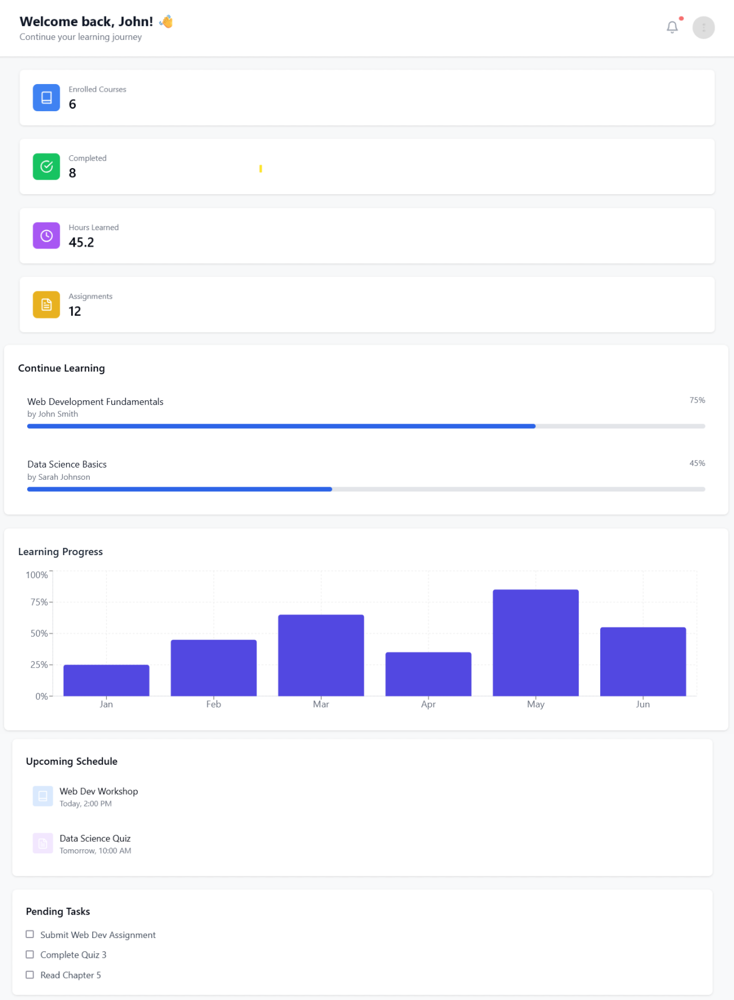 Welcome back, John! 👋
Continue your learning journey
Enrolled Courses
6
Completed
8
Hours Learned
45.2
Assignments
12
Continue Learning
Web Development Fundamentals
75%
by John Smith
Data Science Basics
45%
by Sarah Johnson
Learning Progress
100%
75%
50%
25%
0%
Jan Feb Mar Apr May Jun
Upcoming Schedule
Web Dev Workshop
Today, 2:00 PM
Data Science Quiz
Tomorrow, 10:00 AM
Pending Tasks
Submit Web Dev Assignment
Complete Quiz 3
Read Chapter 5